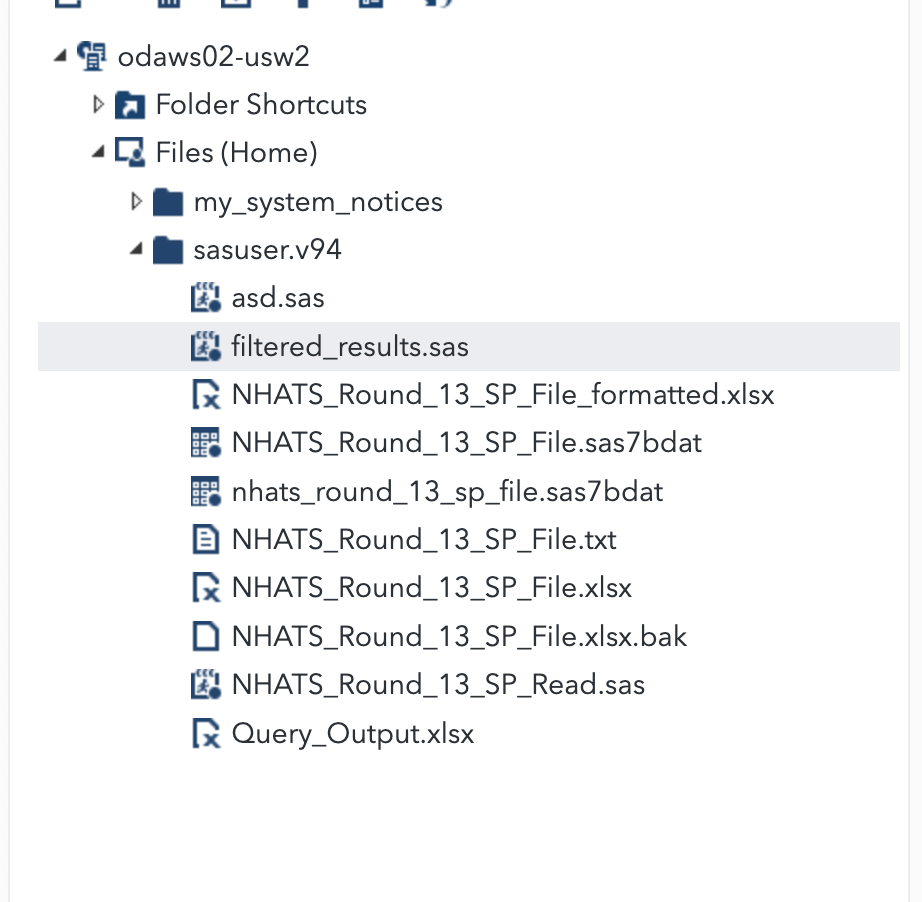 odaws02-usw2
Folder Shortcuts
Files (Home)
my_system_notices
sasuser.v94
asd.sas
filtered_results.sas
NHATS_Round_13_SP_File_formatted.xlsx
NHATS_Round_13_SP_File.sas7bdat
nhats_round_13_sp_file.sas7bdat
NHATS_Round_13_SP_File.txt
NHATS_Round_13_SP_File.xlsx
NHATS_Round_13_SP_File.xlsx.bak
NHATS_Round_13_SP_Read.sas
Query_Output.xlsx